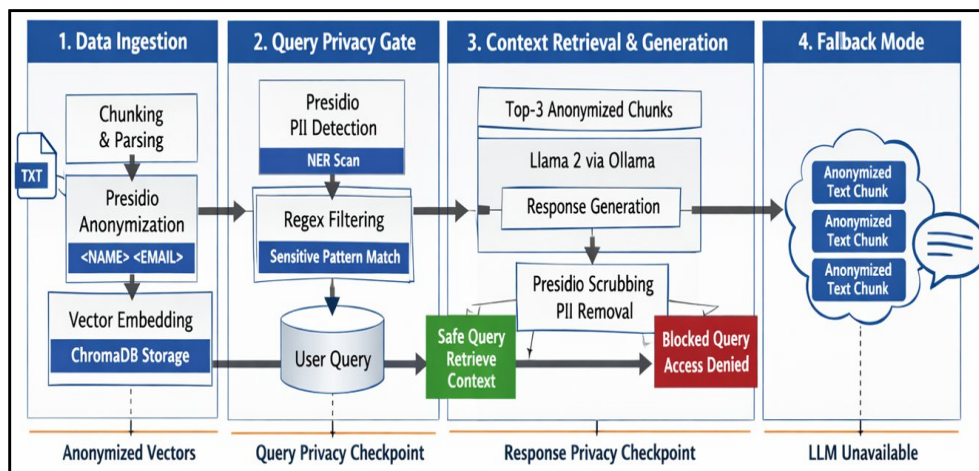 1. Data Ingestion
TXT
Chunking
& Parsing
Presidio
Anonymization
<NAME> <EMAIL>
Vector Embedding
ChromaDB Storage
Anonymized Vectors
2. Query Privacy Gate
Presidio
PII Detection
NER Scan
Regex Filtering
Sensitive Pattern Match
User Query
Query Privacy Checkpoint
3. Context Retrieval & Generation
Top-3 Anonymized Chunks
Llama 2 via Ollama
Response Generation
Presidio Scrubbing
PII Removal
Safe Query
Retrieve
Context
Blocked Query
Access Denied
Response Privacy Checkpoint
4. Fallback Mode
Anonymized
Text Chunk
Anonymized
Text Chunk
Anonymized
Text Chunk
LLM Unavailable